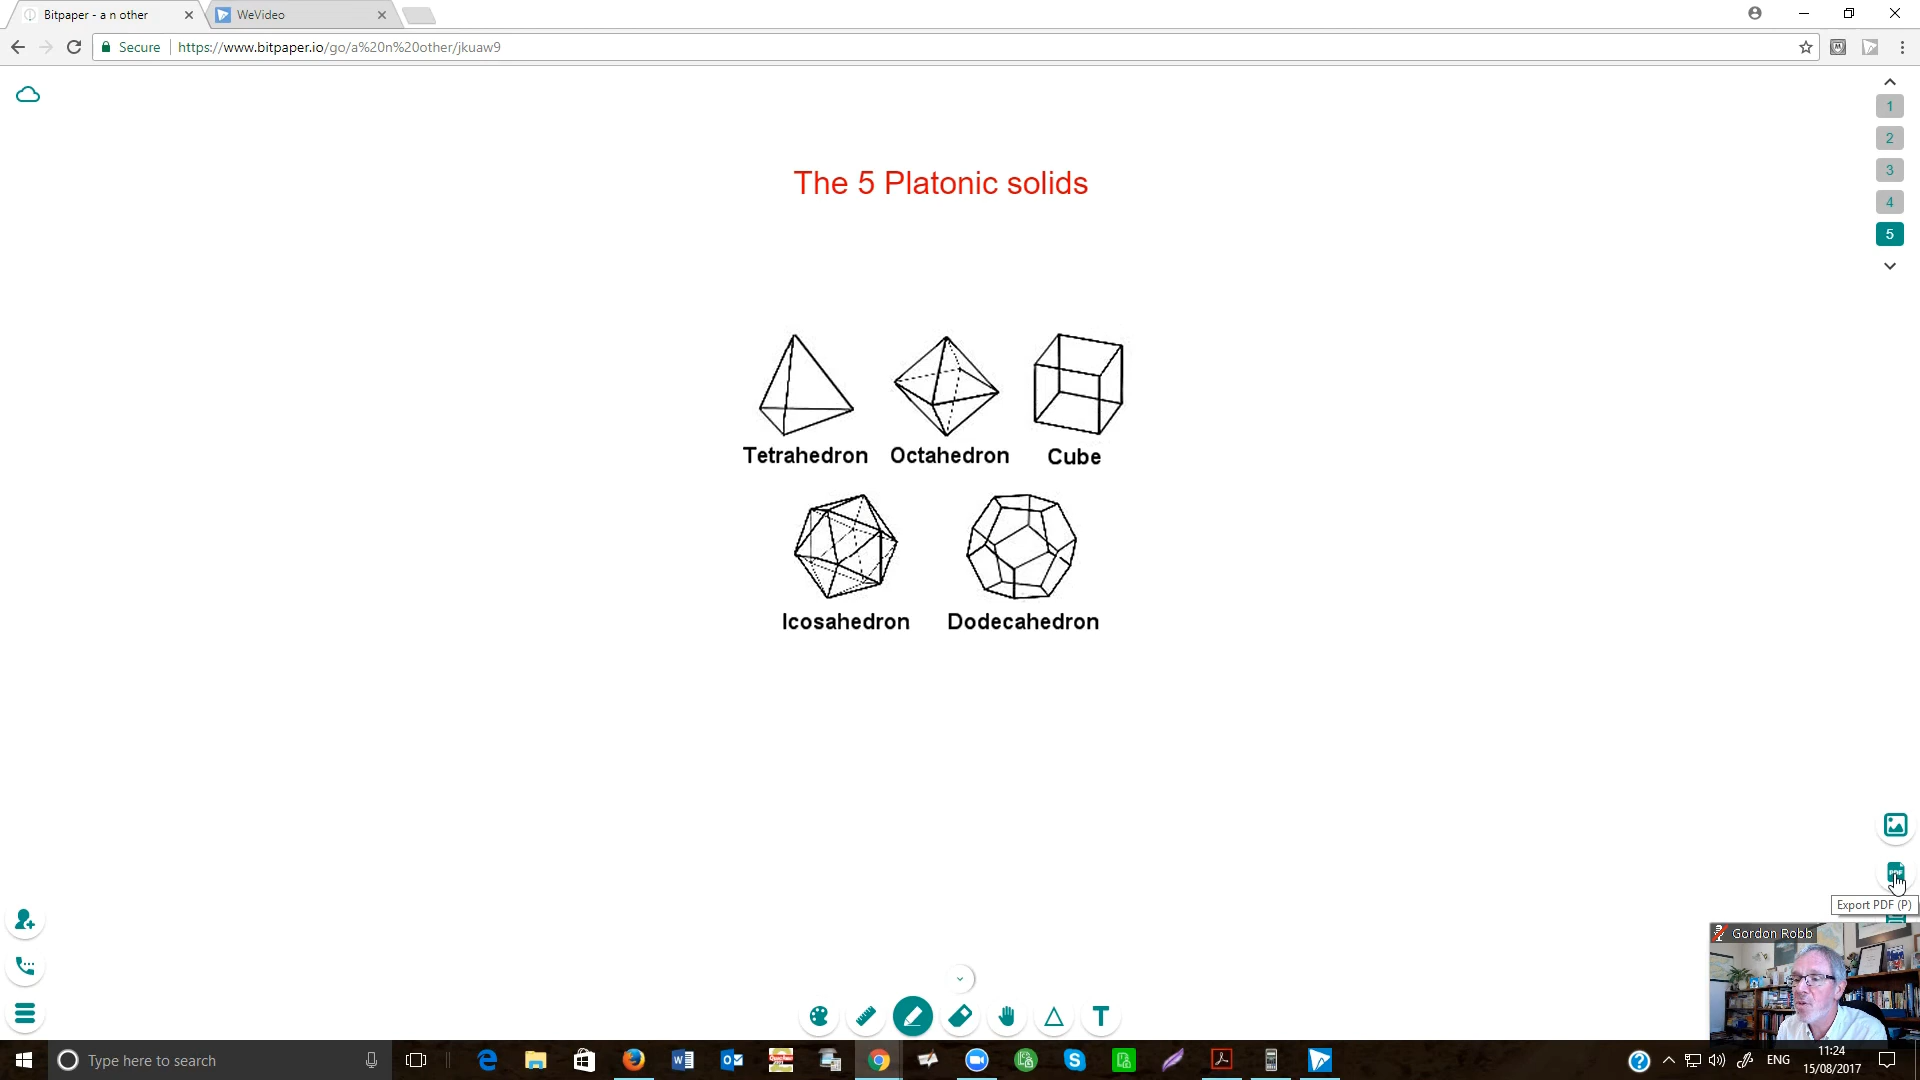 Bitpaper - a n other
WeVideo
Secure
https://www.bitpaper.io/go/a%20n%20other/jkuaw9
1
2
3
4
5
The 5 Platonic solids
Tetrahedron
Octahedron
Cube
Icosahedron
Dodecahedron
PDF
Export PDF (P)
Gordon Robb
T
Type here to search
ENG
11:24
15/08/2017